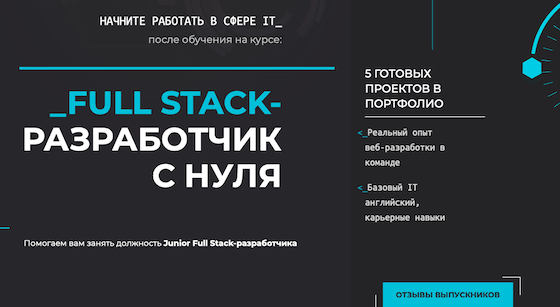 НАЧНИТЕ РАБОТАТЬ В СФЕРЕ IT_
после обучения на курсе:
_FULL STACK-
РАЗРАБОТЧИК
С НУЛЯ
Помогаем вам занять должность Junior Full Stack-разработчика
5 ГОТОВЫХ
ПРОЕКТОВ В
ПОРТФОЛИО
<_Реальный опыт
веб-разработки в
команде
<_Базовый IT
английский,
карьерные навыки
ОТЗЫВЫ ВЫПУСКНИКОВ